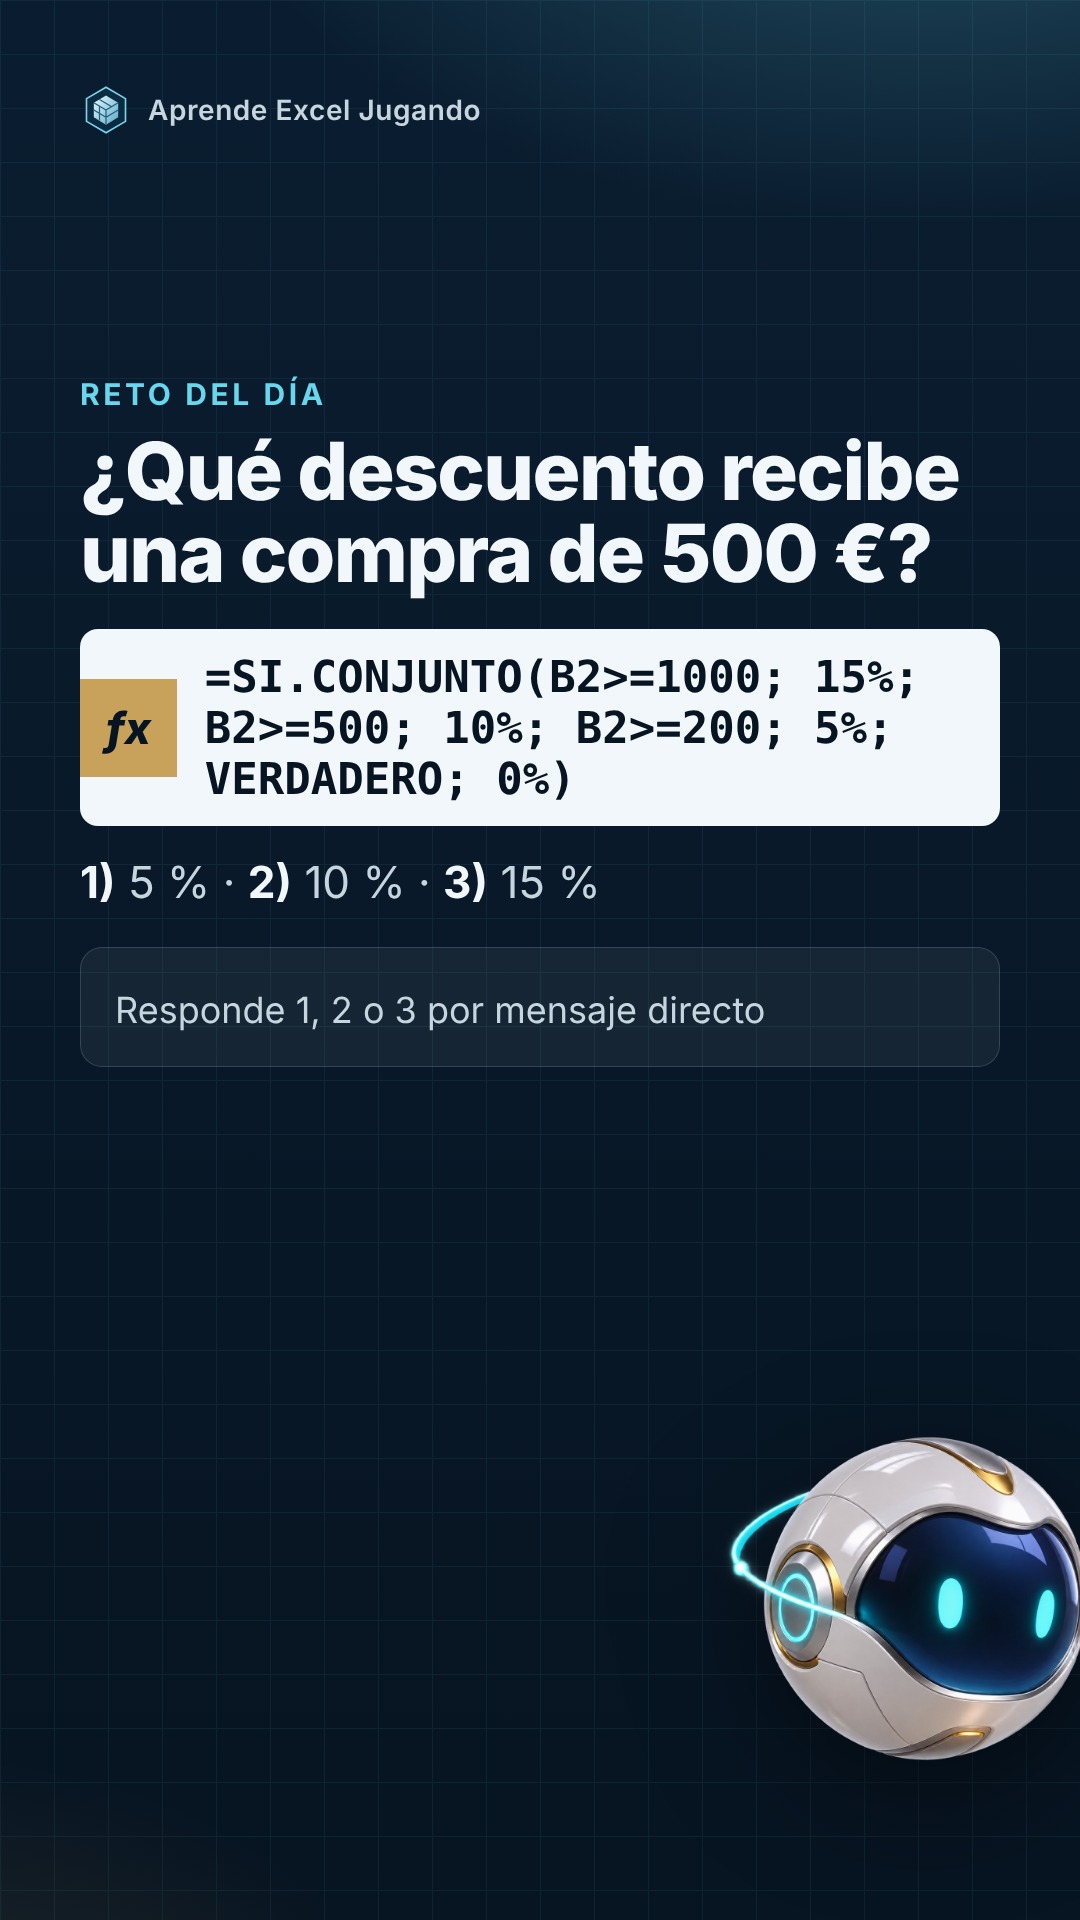 Aprende Excel Jugando
RETO DEL DÍA
¿Qué descuento recibe
una compra de 500 €?
fx
=SI.CONJUNTO(B2>=1000; 15%;
B2>=500; 10%; B2>=200; 5%;
VERDADERO; 0%)
1) 5 % · 2) 10 % · 3) 15 %
Responde 1, 2 o 3 por mensaje directo